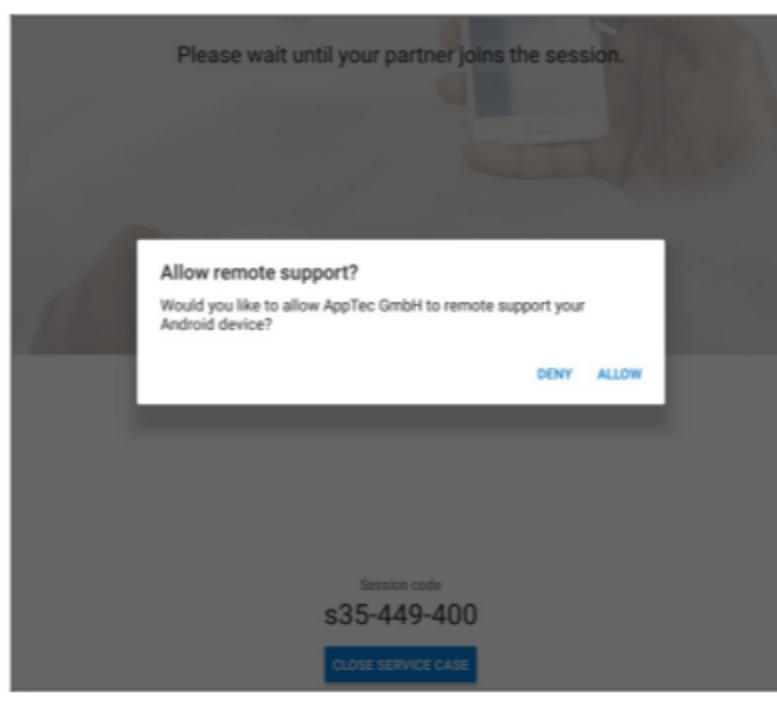 Please wait until your partner joins the session.
Allow remote support?
Would you like to allow AppTec GmbH to remote support your
Android device?
DENY ALLOW
Session code
s35-449-400
CLOSE SERVICE CASE